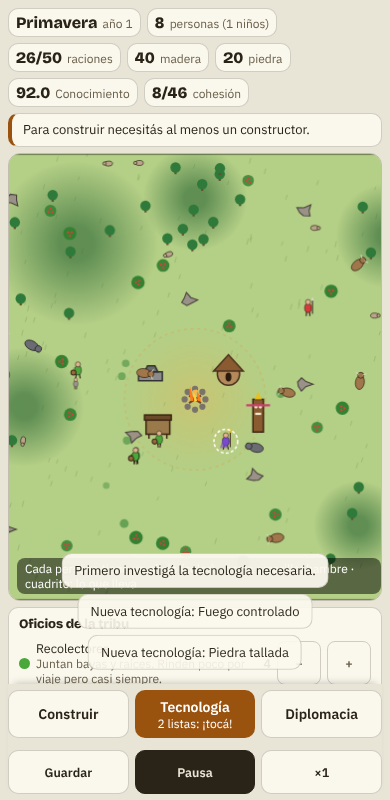 Primavera año 1
8 personas (1 niños)
26/50 raciones
40 madera
20 piedra
92.0 Conocimiento
8/46 cohesión
Para construir necesitás al menos un constructor.
Cada
Primero investigá la tecnología necesaria.
Nueva tecnología: Fuego controlado
Oficios de la tribu
Nueva tecnología: Piedra tallada
Juntan
viaje pero casi siempre.
4
-
+
Construir
Tecnología
2 listas: ¡tocá!
Diplomacia
Guardar
Pausa
×1